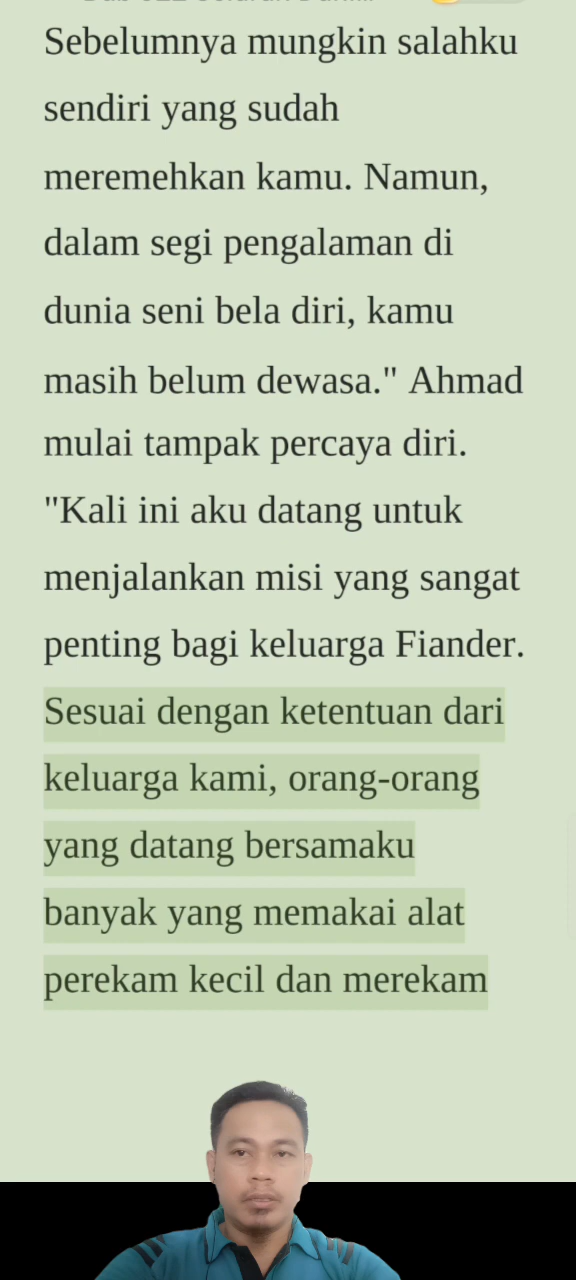 Sebelumnya mungkin salahku
sendiri yang sudah
meremehkan kamu. Namun,
dalam segi pengalaman di
dunia seni bela diri, kamu
masih belum dewasa." Ahmad
mulai tampak percaya diri.
"Kali ini aku datang untuk
menjalankan misi yang sangat
penting bagi keluarga Fiander.
Sesuai dengan ketentuan dari
keluarga kami, orang-orang
yang datang bersamaku
banyak yang memakai alat
perekam kecil dan merekam